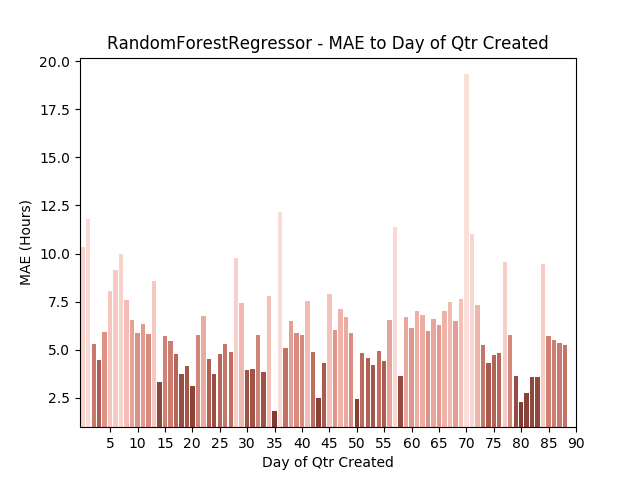 RandomForestRegressor - MAE to Day of Qtr Created
20.0
17.5
15.0
12.5
10.0
7.5
5.0
2.5
MAE (Hours)
5 10 15 20 25 30 35 40 45 50 55 60 65 70 75 80 85 90
Day of Qtr Created